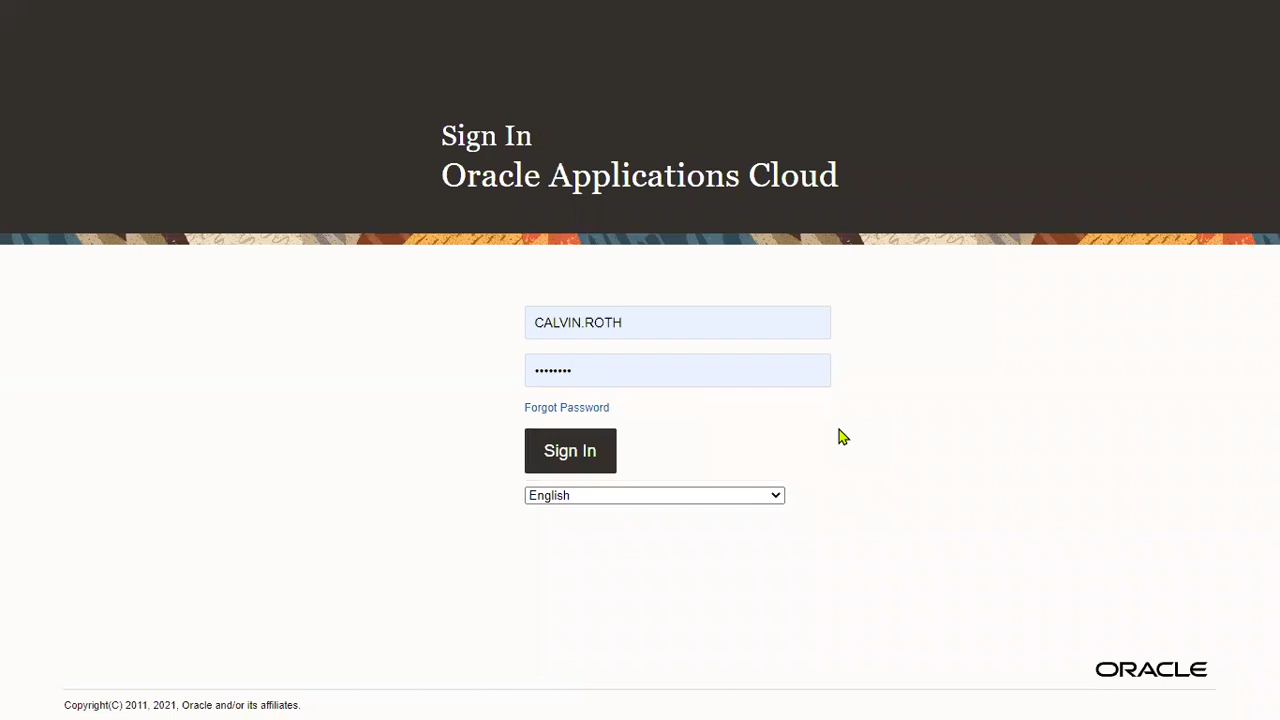 Sign In
Oracle Applications Cloud
CALVIN.ROTH
••••••••
Forgot Password
Sign In
English
ORACLE
Copyright(C) 2011, 2021, Oracle and/or its affiliates.